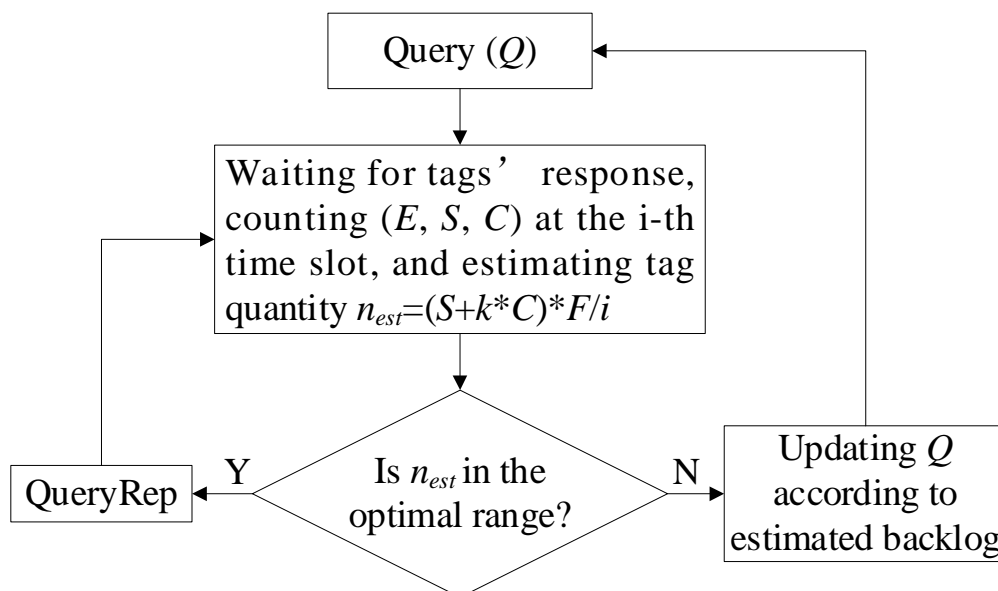 Query (Q)
Waiting for tags’ response,
counting (E, S, C) at the i-th
time slot, and estimating tag
quantity nest=(S+k*C)*F/i
Y
Is nest in the
optimal range?
N
QueryRep
Updating Q
according to
estimated backlog